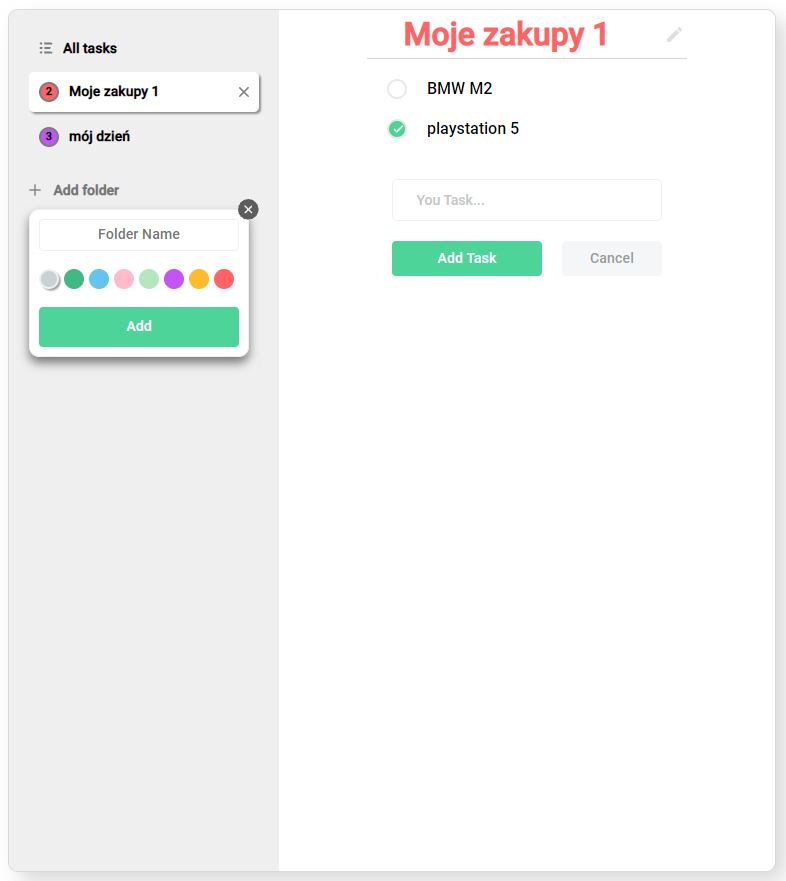 All tasks
2 Moje zakupy 1
3 mój dzień
Add folder
Folder Name
Add
Moje zakupy 1
BMW M2
playstation 5
You Task...
Add Task
Cancel